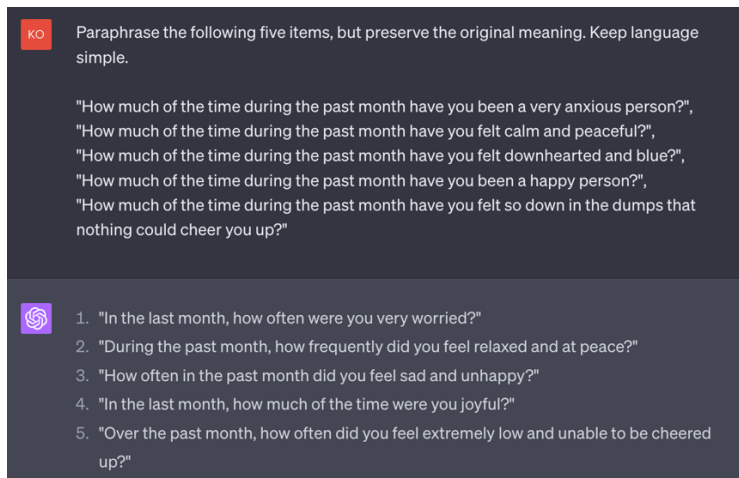 KO
Paraphrase the following five items, but preserve the original meaning. Keep language
simple.
"How much of the time during the past month have you been a very anxious person?",
"How much of the time during the past month have you felt calm and peaceful?",
"How much of the time during the past month have you felt downhearted and blue?",
"How much of the time during the past month have you been a happy person?",
"How much of the time during the past month have you felt so down in the dumps that
nothing could cheer you up?"
1. "In the last month, how often were you very worried?"
2. "During the past month, how frequently did you feel relaxed and at peace?"
3. "How often in the past month did you feel sad and unhappy?"
4. "In the last month, how much of the time were you joyful?"
5. "Over the past month, how often did you feel extremely low and unable to be cheered
up?"